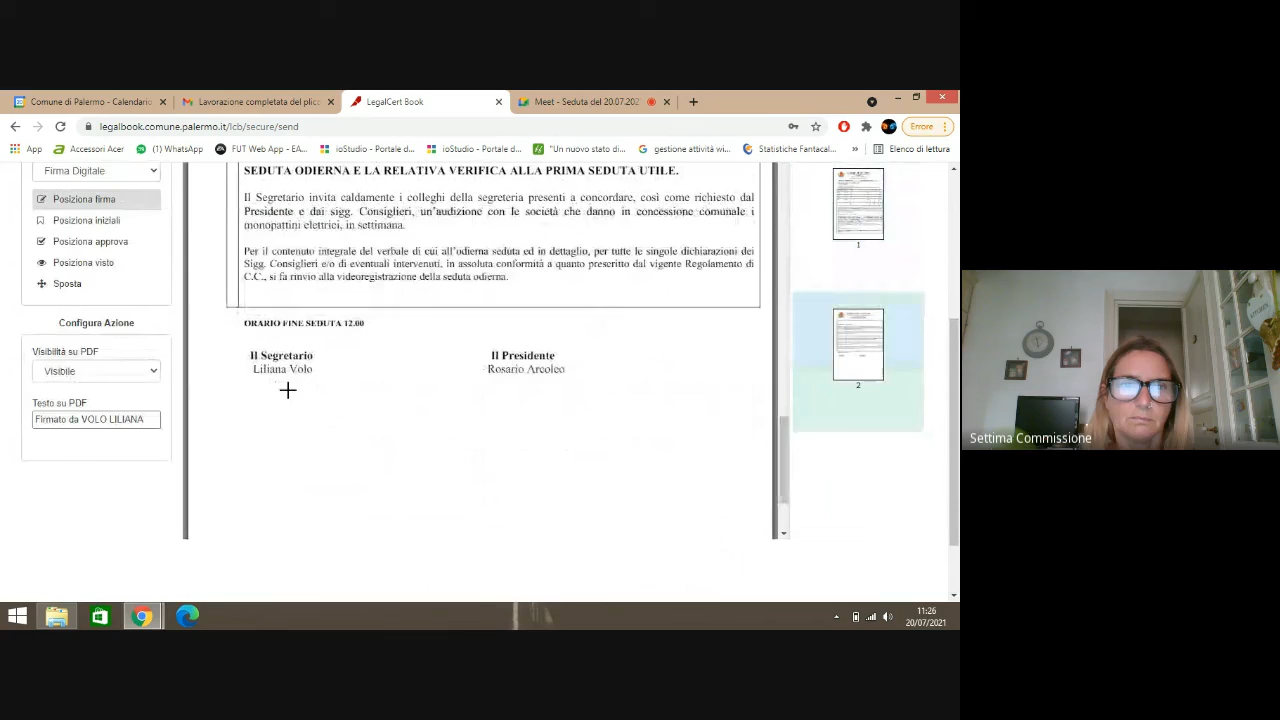 Comune di Palermo - Calendario
Lavorazione completata del plico
LegalCert Book
Meet - Seduta del 20.07.202
legalbook.comune.palermo.it/lcb/secure/send
Errore
App
Accessori Acer
(1) WhatsApp
FUT Web App - EA...
ioStudio - Portale d...
ioStudio - Portale d...
"Un nuovo stato di...
gestione attività wi...
Statistiche Fantacal...
»
Elenco di lettura
Firma Digitale
Posiziona firma
Posiziona iniziali
Posiziona approva
Posiziona visto
Sposta
Configura Azione
Visibilità su PDF
Visibile
Testo su PDF
Firmato da VOLO LILIANA
SEDUTA ODIERNA E LA RELATIVA VERIFICA ALLA PRIMA SEDUTA UTILE.
Il Segretario invita caldamente i colleghi della segreteria presenti a concordare, così come richiesto dal
Presidente e dai sigg. Consiglieri, un'audizione con le società che danno in concessione comunale i
monopattini elettrici, in settimana.
Per il contenuto integrale del verbale di cui all'odierna seduta ed in dettaglio, per tutte le singole dichiarazioni dei
Sigg. Consiglieri e/o di eventuali intervenuti, in assoluta conformità a quanto prescritto dal vigente Regolamento di
C.C., si fa rinvio alla videoregistrazione della seduta odierna.
ORARIO FINE SEDUTA 12.00
Il Segretario
Liliana Volo
Il Presidente
Rosario Arcoleo
1
2
Settima Commissione
11:26
20/07/2021